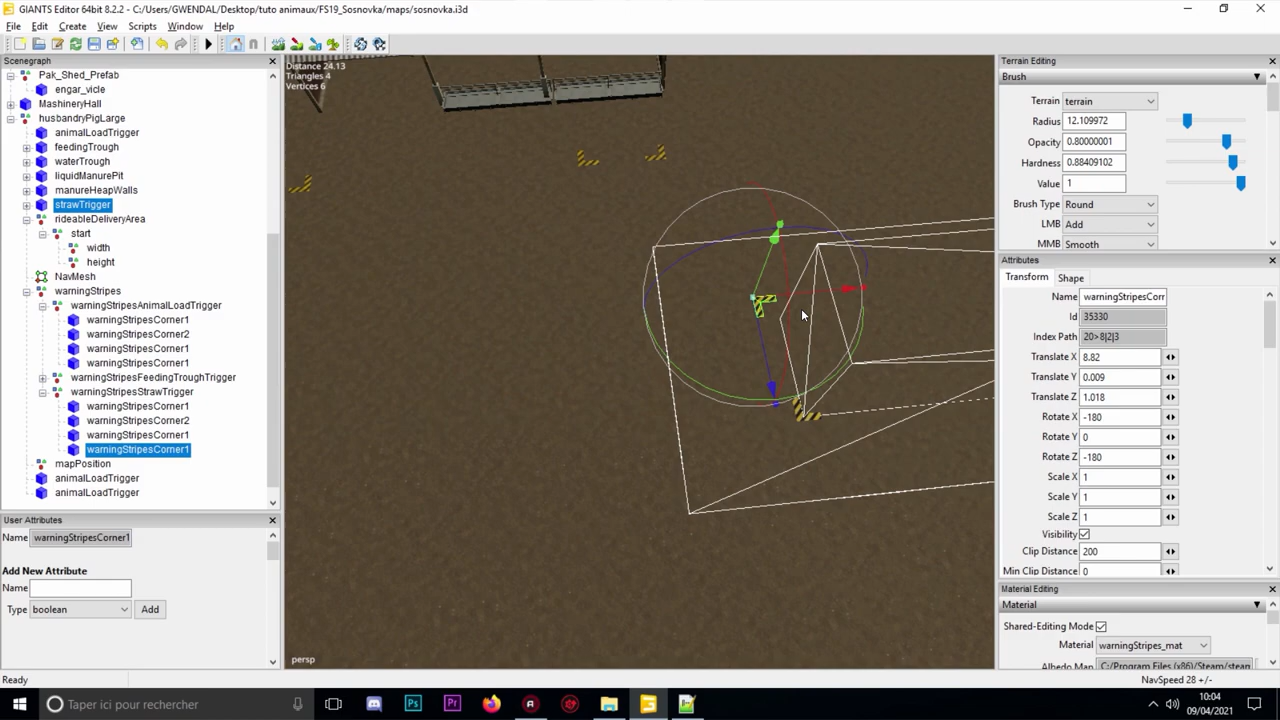 GIANTS Editor 64bit 8.2.2 - C:/Users/GWENDAL/Desktop/tuto animaux/FS19_Sosnovka/maps/sosnovka.i3d
File Edit Create View Scripts Window Help
Scenegraph
Pak_Shed_Prefab
engar_vicle
MachineryHall
husbandryPigLarge
animalLoadTrigger
feedingTrough
waterTrough
liquidManurePit
manureHeapWalls
strawTrigger
rideableDeliveryArea
start
width
height
NavMesh
warningStripes
warningStripesAnimalLoadTrigger
warningStripesCorner1
warningStripesCorner2
warningStripesCorner1
warningStripesCorner1
warningStripesFeedingTroughTrigger
warningStripesStrawTrigger
warningStripesCorner1
warningStripesCorner2
warningStripesCorner1
warningStripesCorner1
mapPosition
animalLoadTrigger
animalLoadTrigger
User Attributes
Name warningStripesCorner1
Add New Attribute
Name
Type boolean Add
Distance 24.13
Triangles 4
Vertices 6
persp
Terrain Editing
Brush
Terrain terrain
Radius 12.109972
Opacity 0.80000001
Hardness 0.88409102
Value 1
Brush Type Round
LMB Add
MMB Smooth
Attributes
Transform Shape
Name warningStripesCorr
Id 35330
Index Path 20>8|2|3
Translate X 8.82
Translate Y 0.009
Translate Z 1.018
Rotate X -180
Rotate Y 0
Rotate Z -180
Scale X 1
Scale Y 1
Scale Z 1
Visibility
Clip Distance 200
Min Clip Distance 0
Material Editing
Material
Shared-Editing Mode
Material warningStripes_mat
Albedo Map C:/Program Files (x86)/Steam/steam
Ready
NavSpeed 28 +/-
Taper ici pour rechercher
10:04
09/04/2021